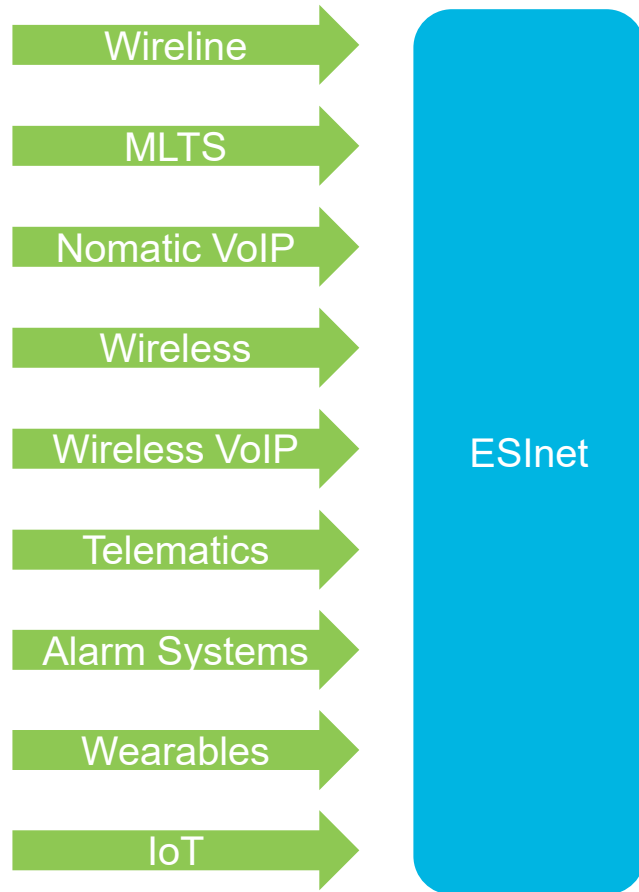 Wireline
MLTS
Nomatic VoIP
Wireless
Wireless VoIP
Telematics
Alarm Systems
Wearables
IoT
ESInet